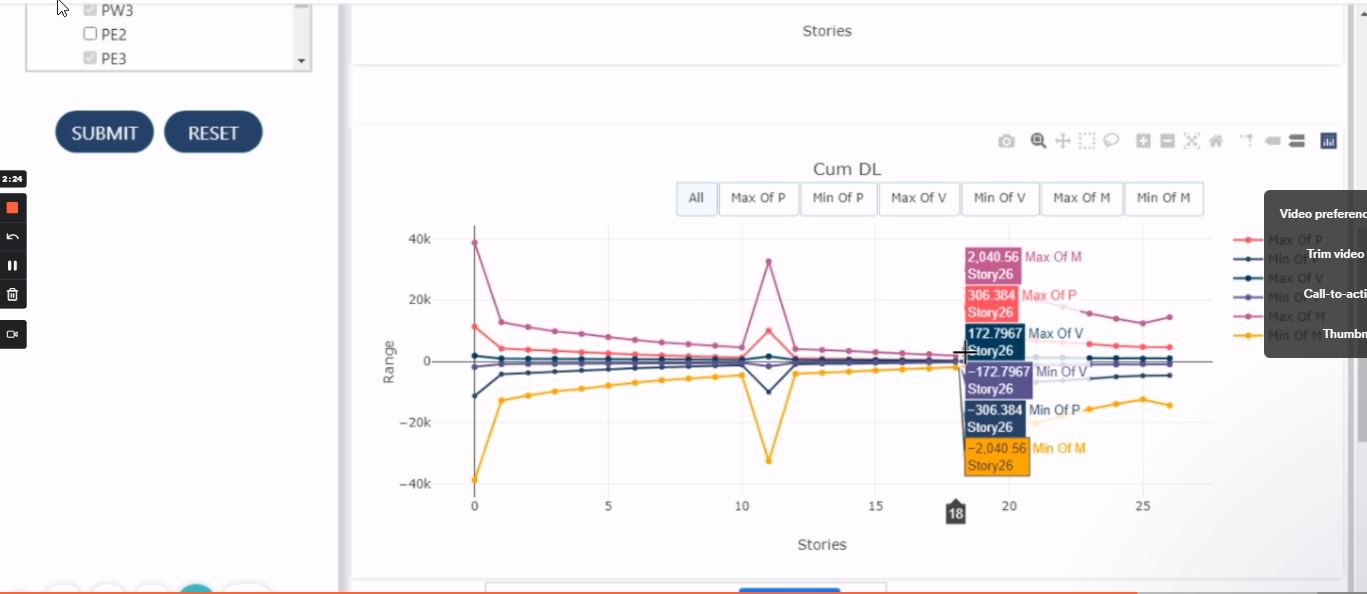 PW3
PE2
PE3
SUBMIT
RESET
2:24
Stories
Cum DL
All
Max Of P
Min Of P
Max Of V
Min Of V
Max Of M
Min Of M
Range
40k
20k
0
−20k
−40k
2,040.56 Max Of M
Story26
306.384 Max Of P
Story26
172.7967 Max Of V
Story26
−172.7967 Min Of V
Story26
−306.384 Min Of P
Story26
−2,040.56 Min Of M
Story26
0
5
10
15
18
20
25
Stories
Max Of P
Max Of V
Max Of M
Min Of M
Video preferenc
Trim video
Call-to-acti
Thumbn